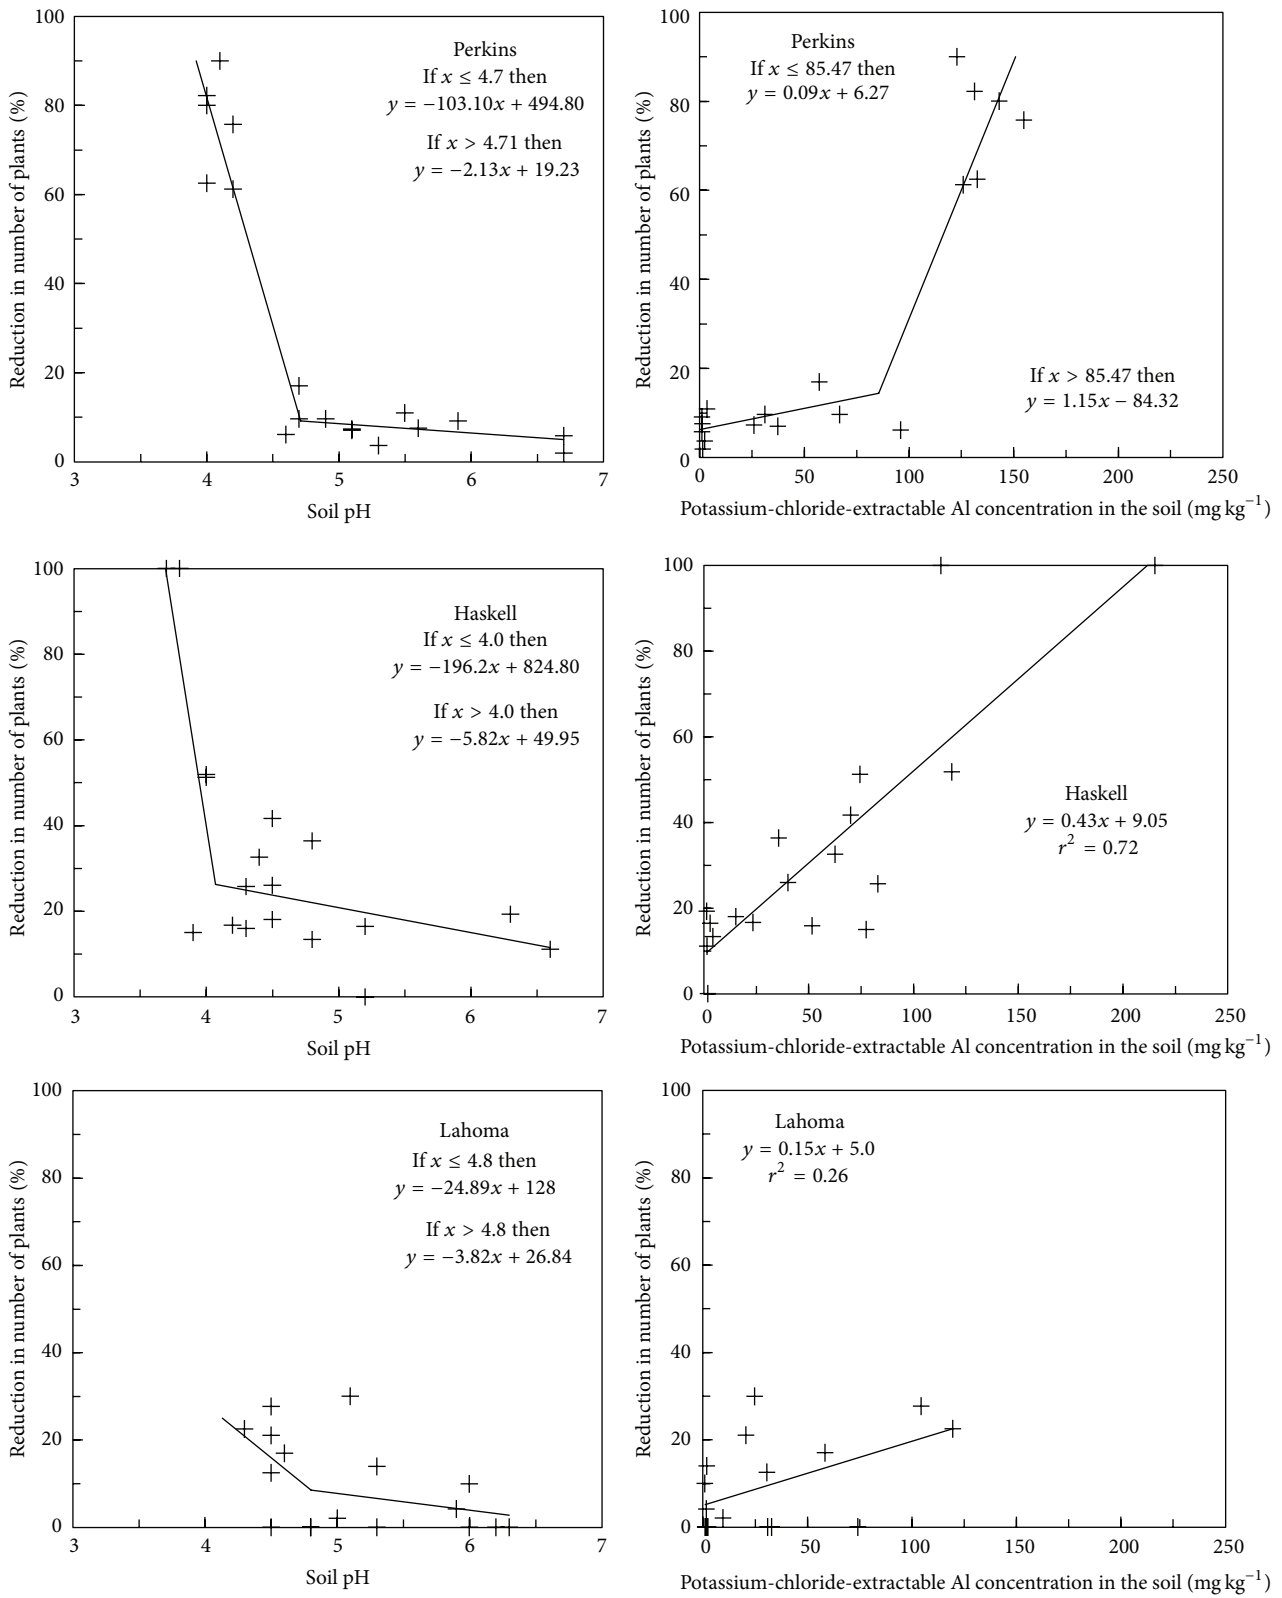 100
80
60
40
20
0
Reduction in number of plants (%)
Perkins
If x ≤ 4.7 then
y = −103.10x + 494.80
If x > 4.71 then
y = −2.13x + 19.23
3 4 5 6 7
Soil pH
100
80
60
40
20
0
Reduction in number of plants (%)
Perkins
If x ≤ 85.47 then
y = 0.09x + 6.27
If x > 85.47 then
y = 1.15x − 84.32
0 50 100 150 200 250
Potassium-chloride-extractable Al concentration in the soil (mg kg⁻¹)
100
80
60
40
20
0
Reduction in number of plants (%)
Haskell
If x ≤ 4.0 then
y = −196.2x + 824.80
If x > 4.0 then
y = −5.82x + 49.95
3 4 5 6 7
Soil pH
100
80
60
40
20
0
Reduction in number of plants (%)
Haskell
y = 0.43x + 9.05
r² = 0.72
0 50 100 150 200 250
Potassium-chloride-extractable Al concentration in the soil (mg kg⁻¹)
100
80
60
40
20
0
Reduction in number of plants (%)
Lahoma
If x ≤ 4.8 then
y = −24.89x + 128
If x > 4.8 then
y = −3.82x + 26.84
3 4 5 6 7
Soil pH
100
80
60
40
20
0
Reduction in number of plants (%)
Lahoma
y = 0.15x + 5.0
r² = 0.26
0 50 100 150 200 250
Potassium-chloride-extractable Al concentration in the soil (mg kg⁻¹)